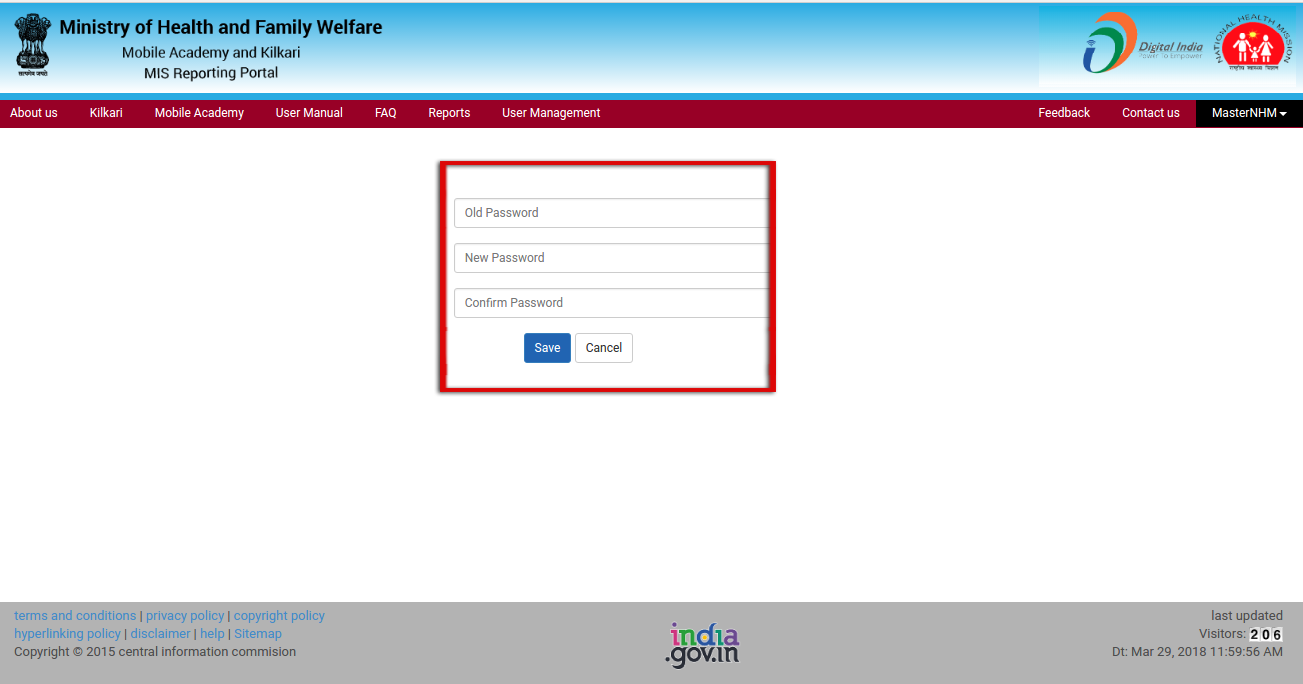 Ministry of Health and Family Welfare
Mobile Academy and Kilkari
MIS Reporting Portal
सत्यमेव जयते
Digital India
Power To Empower
NATIONAL HEALTH MISSION
राष्ट्रीय स्वास्थ्य मिशन
About us Kilkari Mobile Academy User Manual FAQ Reports User Management Feedback Contact us MasterNHM
Old Password
New Password
Confirm Password
Save Cancel
terms and conditions | privacy policy | copyright policy
hyperlinking policy | disclaimer | help | Sitemap
Copyright © 2015 central information commision
india
.gov.in
last updated
Visitors: 206
Dt: Mar 29, 2018 11:59:56 AM